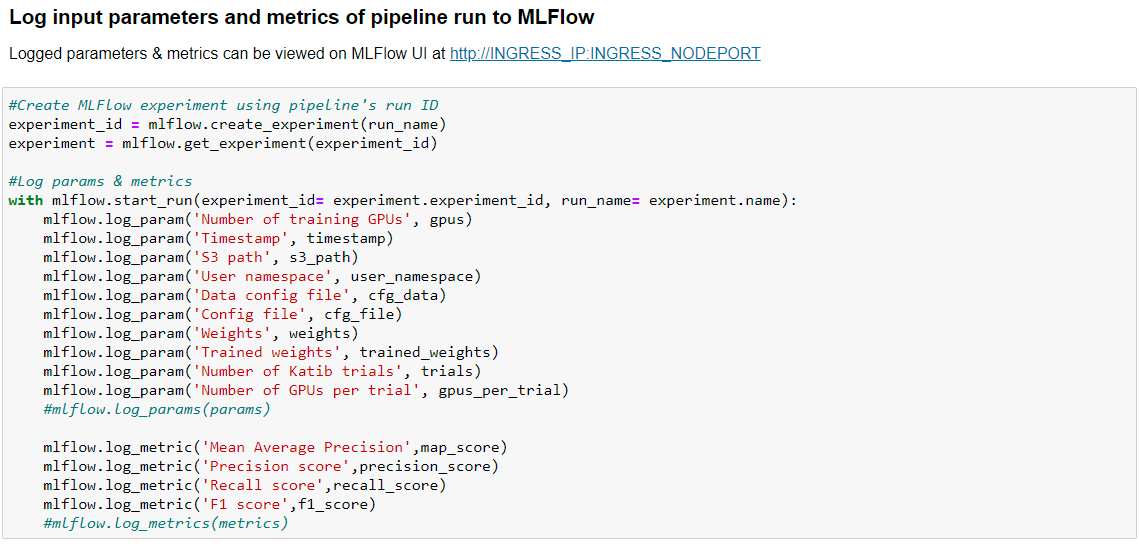 Log input parameters and metrics of pipeline run to MLFlow
Logged parameters & metrics can be viewed on MLFlow UI at http://INGRESS_IP:INGRESS_NODEPORT
#Create MLFlow experiment using pipeline's run ID
experiment_id = mlflow.create_experiment(run_name)
experiment = mlflow.get_experiment(experiment_id)
#Log params & metrics
with mlflow.start_run(experiment_id= experiment.experiment_id, run_name= experiment.name):
    mlflow.log_param('Number of training GPUs', gpus)
    mlflow.log_param('Timestamp', timestamp)
    mlflow.log_param('S3 path', s3_path)
    mlflow.log_param('User namespace', user_namespace)
    mlflow.log_param('Data config file', cfg_data)
    mlflow.log_param('Config file', cfg_file)
    mlflow.log_param('Weights', weights)
    mlflow.log_param('Trained weights', trained_weights)
    mlflow.log_param('Number of Katib trials', trials)
    mlflow.log_param('Number of GPUs per trial', gpus_per_trial)
    #mlflow.log_params(params)
    mlflow.log_metric('Mean Average Precision',map_score)
    mlflow.log_metric('Precision score',precision_score)
    mlflow.log_metric('Recall score',recall_score)
    mlflow.log_metric('F1 score',f1_score)
    #mlflow.log_metrics(metrics)